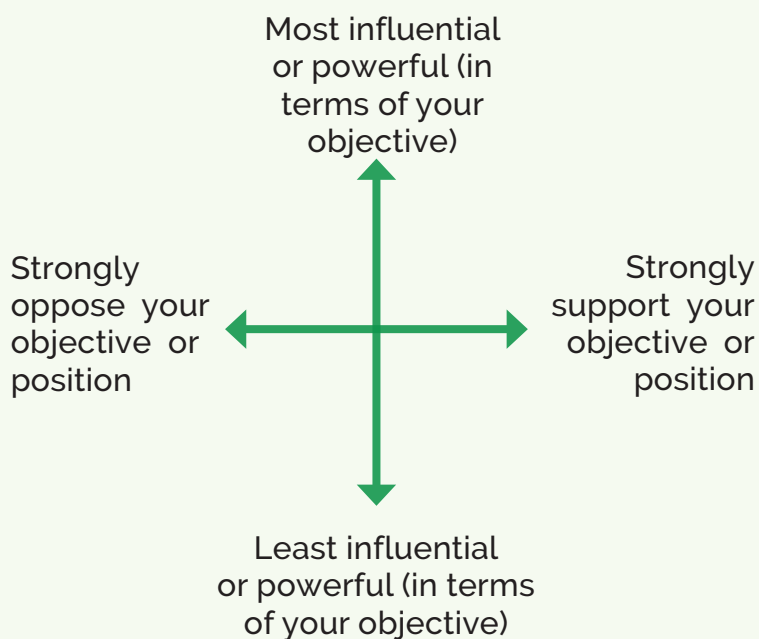 Most influential
or powerful (in
terms of your
objective)
Strongly
oppose your
objective or
position
Strongly
support your
objective or
position
Least influential
or powerful (in terms
of your objective)